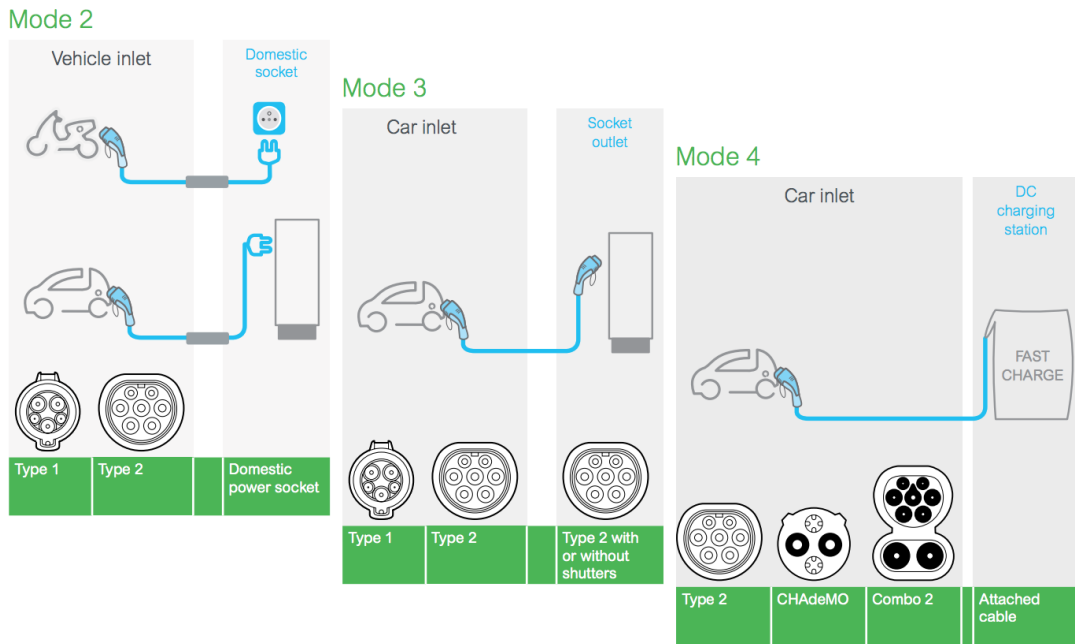 Mode 2
Vehicle inlet
Domestic
socket
Type 1
Type 2
Domestic
power socket
Mode 3
Car inlet
Socket
outlet
Type 1
Type 2
Type 2 with
or without
shutters
Mode 4
Car inlet
DC
charging
station
FAST
CHARGE
Type 2
CHAdeMO
Combo 2
Attached
cable